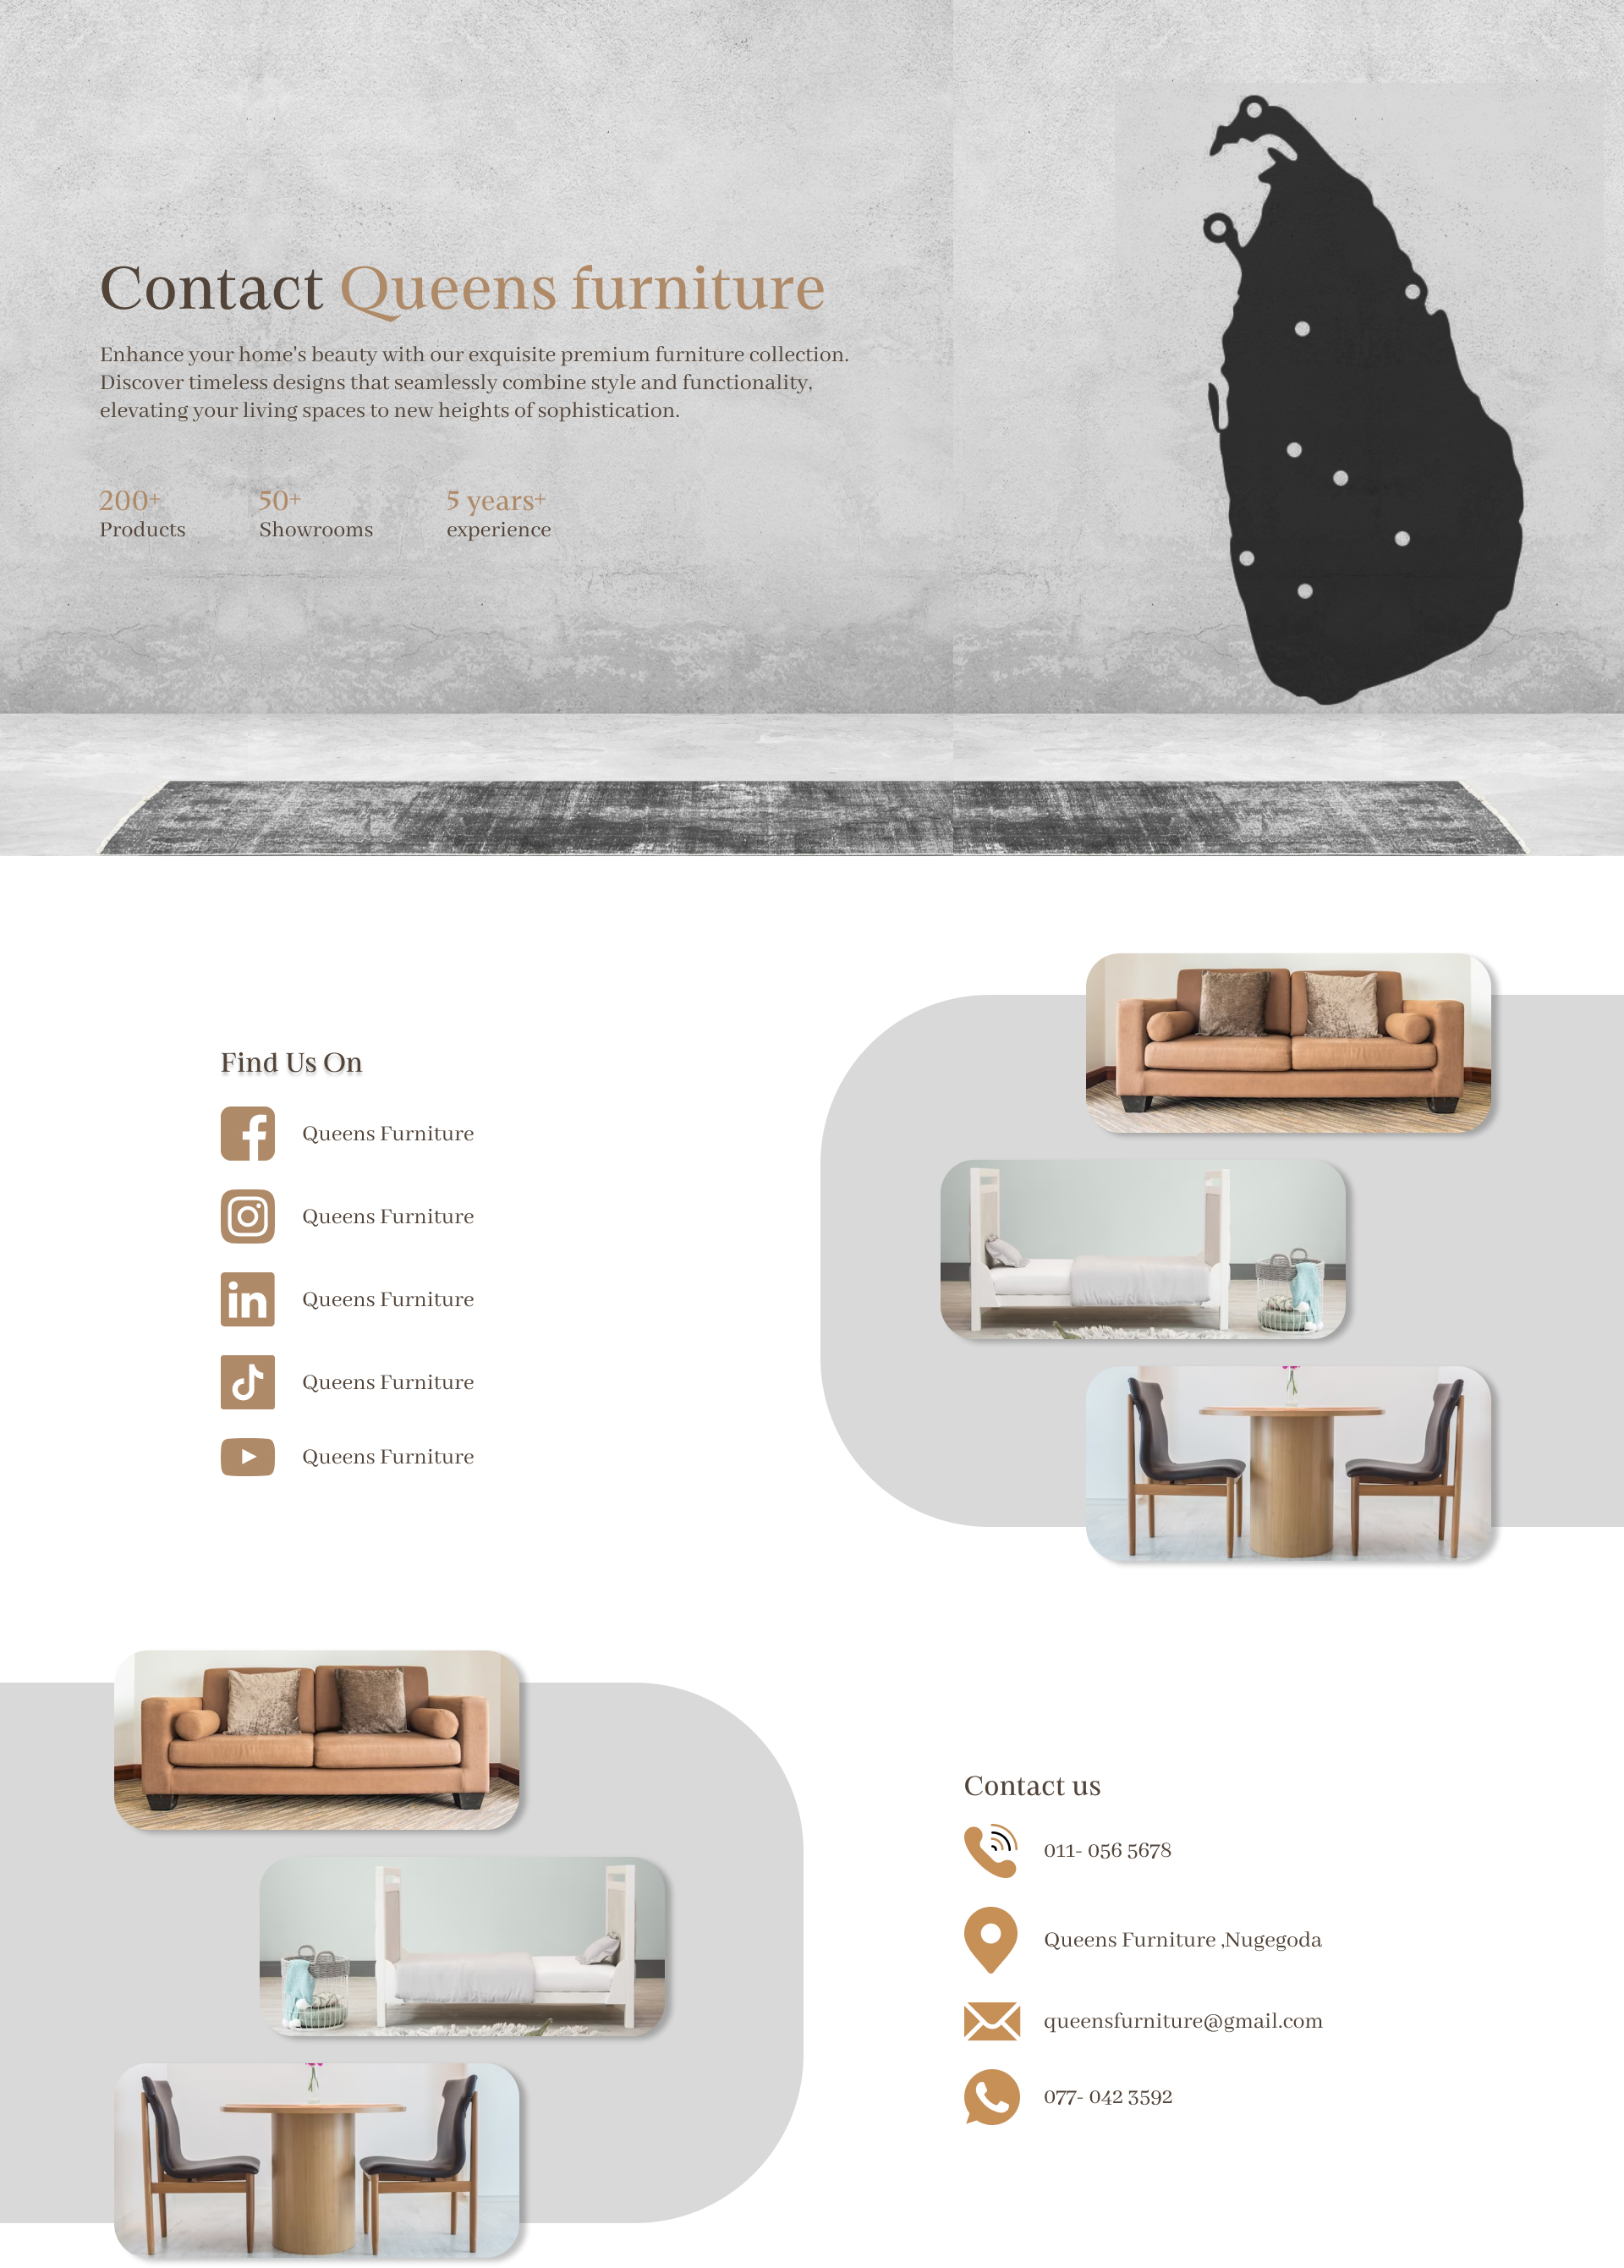 Contact Queens furniture
Enhance your home's beauty with our exquisite premium furniture collection.
Discover timeless designs that seamlessly combine style and functionality,
elevating your living spaces to new heights of sophistication.
200+
Products
50+
Showrooms
5 years+
experience
Find Us On
Queens Furniture
Queens Furniture
Queens Furniture
Queens Furniture
Queens Furniture
Contact us
011- 056 5678
Queens Furniture ,Nugegoda
queensfurniture@gmail.com
077- 042 3592